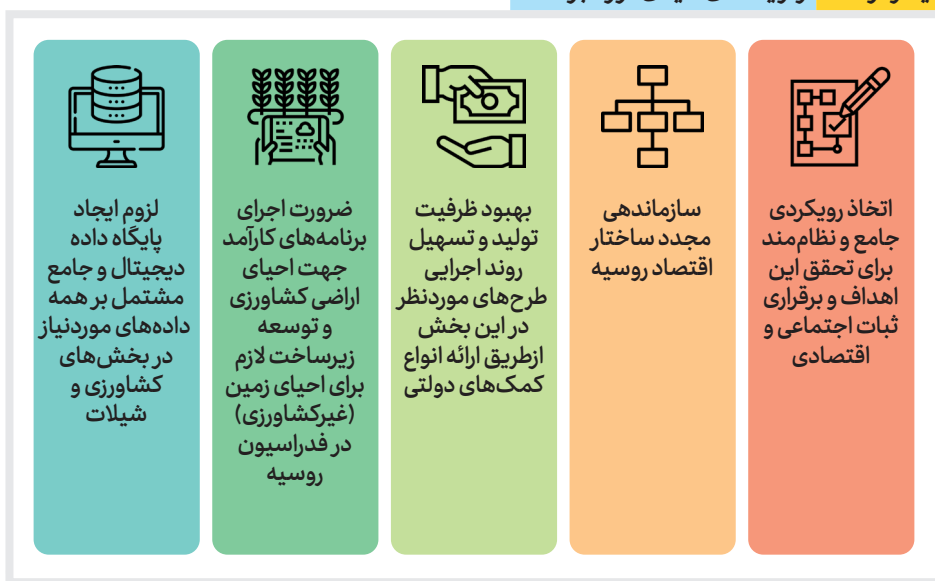 اتخاذ رویکردی
جامع و نظام‌مند
برای تحقق این
اهداف و برقراری
ثبات اجتماعی و
اقتصادی
سازماندهی
مجدد ساختار
اقتصاد روسیه
بهبود ظرفیت
تولید و تسهیل
روند اجرایی
طرح‌های موردنظر
در این بخش
ازطریق ارائه انواع
کمک‌های دولتی
ضرورت اجرای
برنامه‌های کارآمد
جهت احیای
اراضی کشاورزی
و توسعه
زیرساخت لازم
برای احیای زمین
(غیرکشاورزی)
در فدراسیون
روسیه
لزوم ایجاد
پایگاه داده
دیجیتال و جامع
مشتمل بر همه
داده‌های موردنیاز
در بخش‌های
کشاورزی و
شیلات